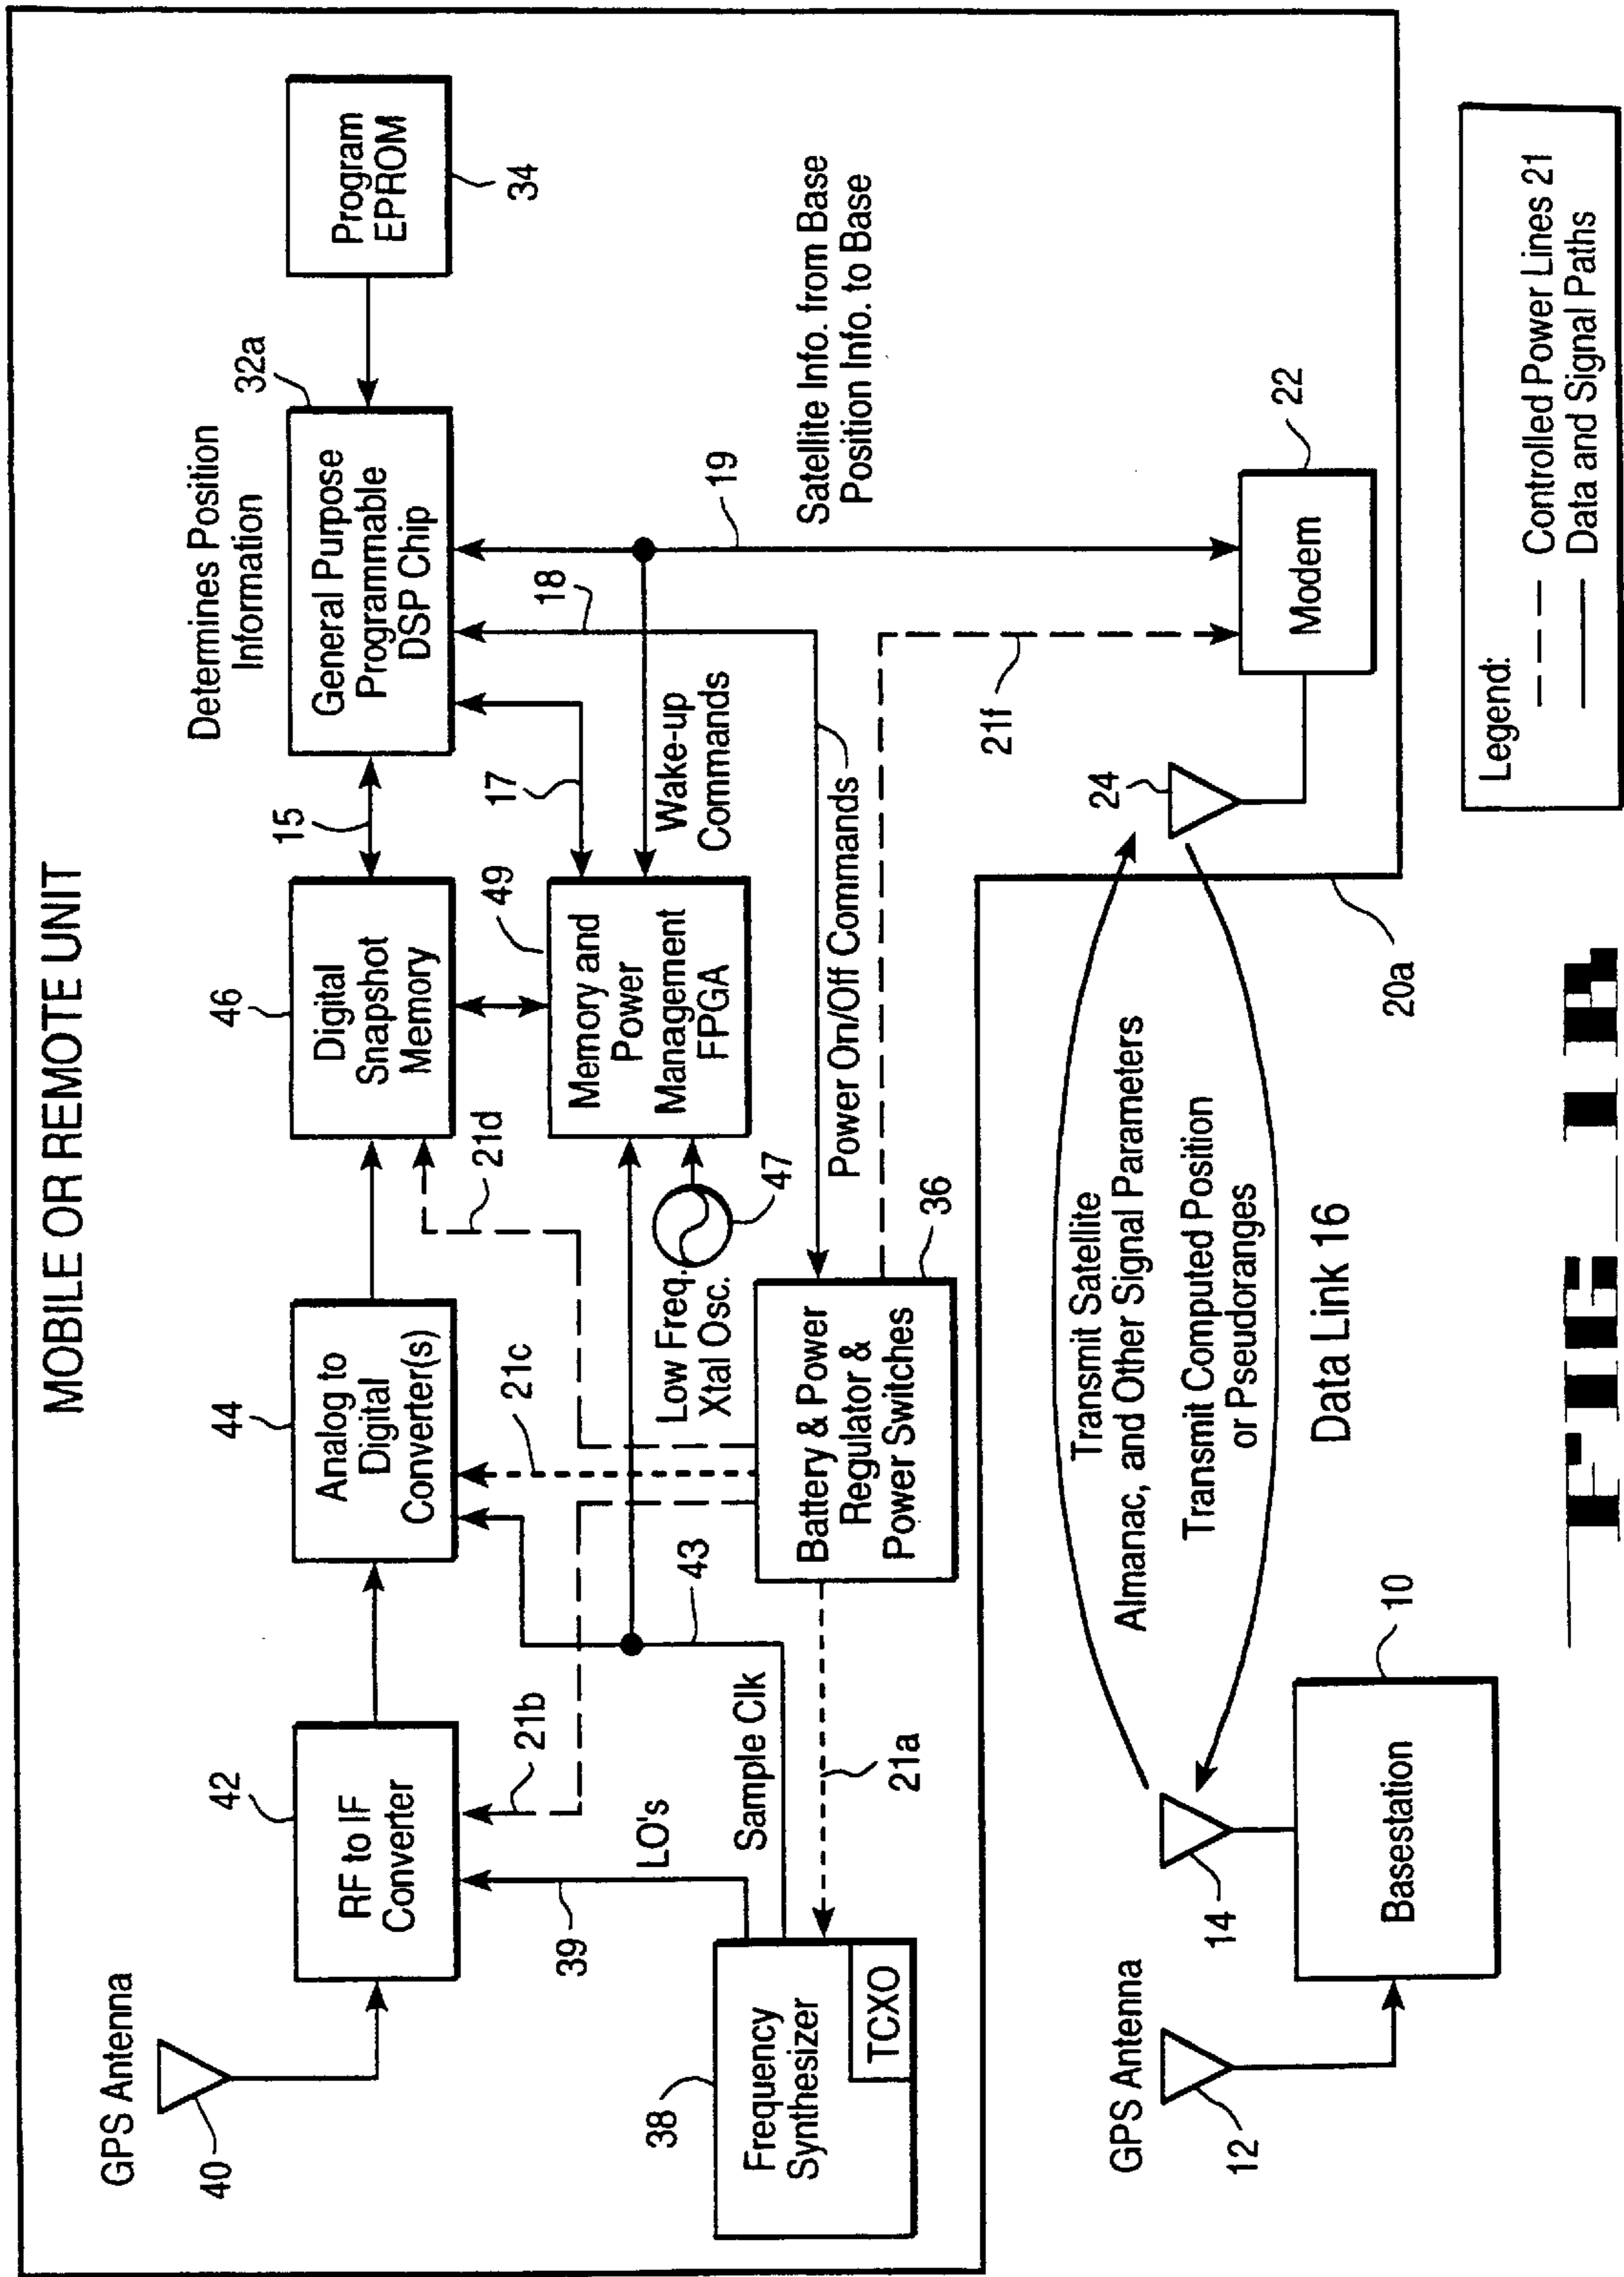 MOBILE OR REMOTE UNIT
GPS Antenna
40
42
RF to IF
Converter
44
Analog to
Digital
Converter(s)
46
Digital
Snapshot
Memory
15
Determines Position
Information
32a
General Purpose
Programmable
DSP Chip
Program
EPROM
34
39
LO's
21b
43
Sample Clk
21c
21d
49
Memory and
Power
Management
FPGA
17
Wake-up
Commands
18
19
Satellite Info. from Base
Position Info. to Base
Low Freq.
Xtal Osc.
47
38
Frequency
Synthesizer
TCXO
21a
Battery & Power
Regulator &
Power Switches
36
Power On/Off Commands
21f
Modem
22
24
20a
GPS Antenna
12
14
Basestation
10
Transmit Satellite
Almanac, and Other Signal Parameters
Transmit Computed Position
or Pseudoranges
Data Link 16
Legend:
Controlled Power Lines 21
Data and Signal Paths
FIG. 1A